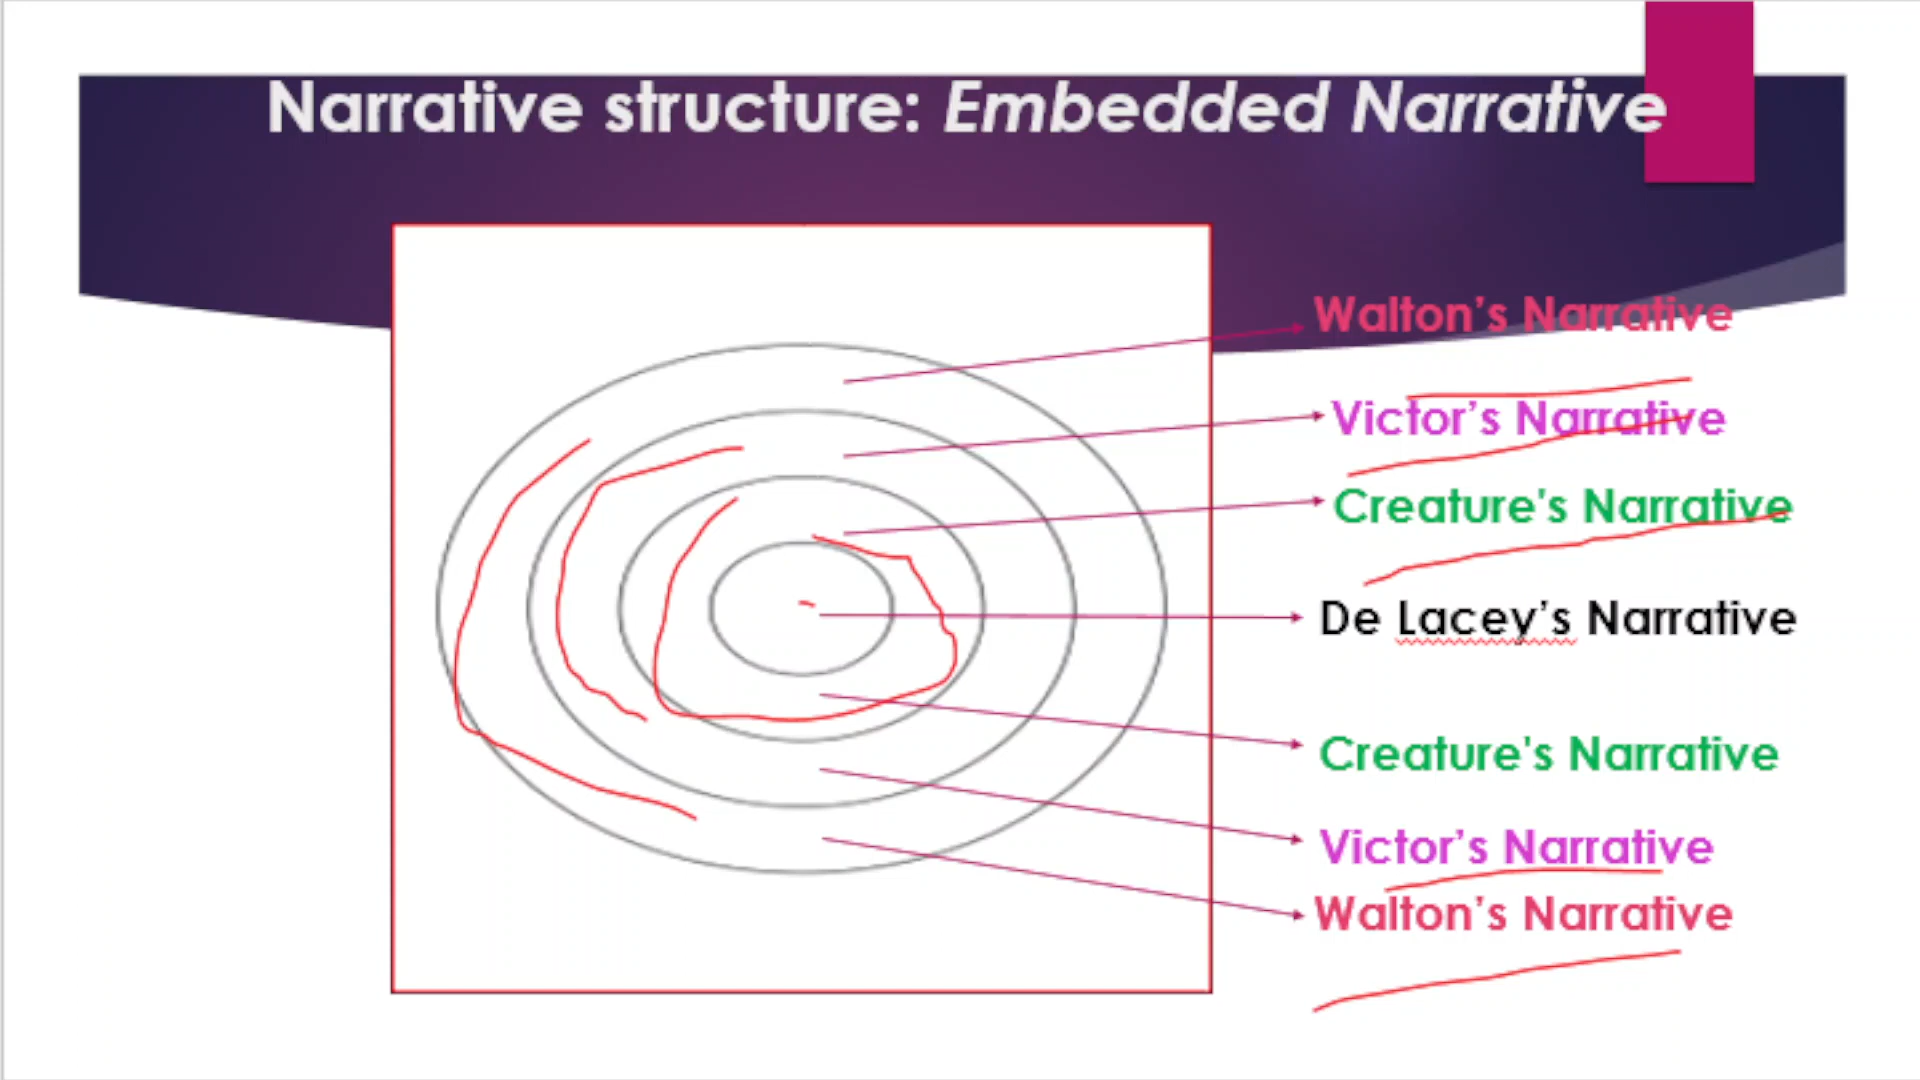 Narrative structure: Embedded Narrative
Walton's Narrative
Victor's Narrative
Creature's Narrative
De Lacey's Narrative
Creature's Narrative
Victor's Narrative
Walton's Narrative